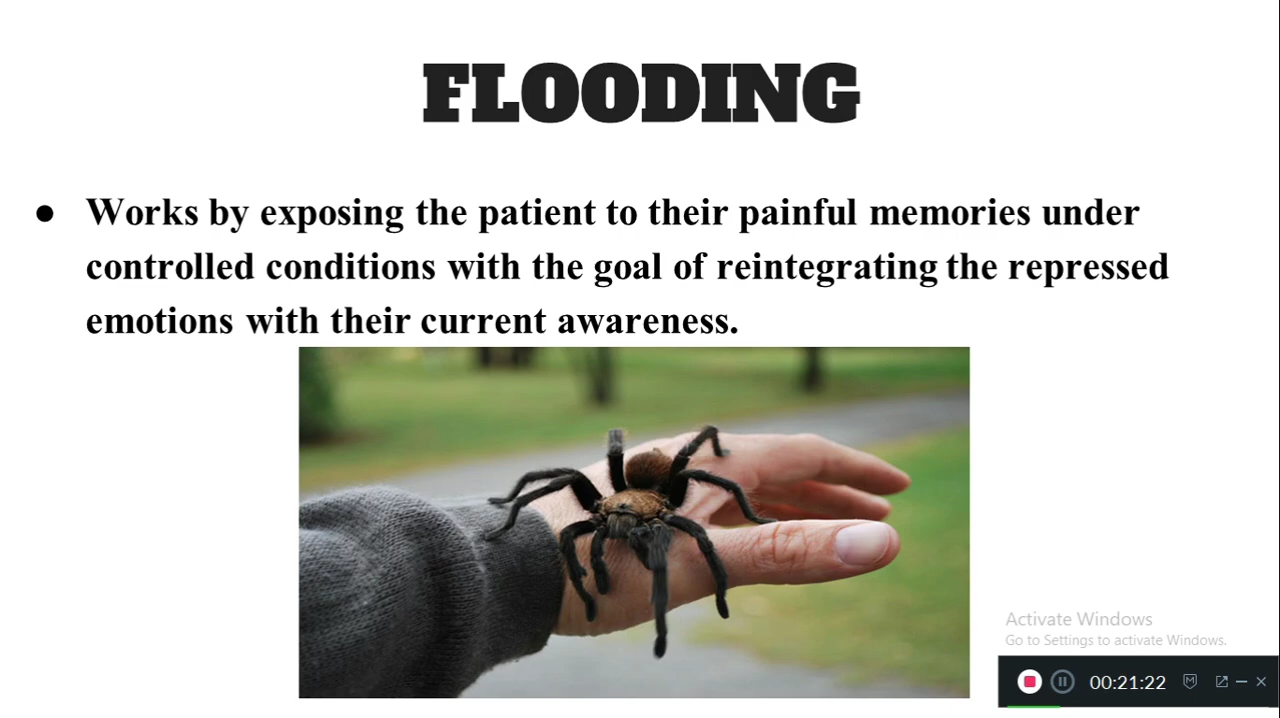 FLOODING
● Works by exposing the patient to their painful memories under
controlled conditions with the goal of reintegrating the repressed
emotions with their current awareness.
Activate Windows
Go to Settings to activate Windows.
00:21:22